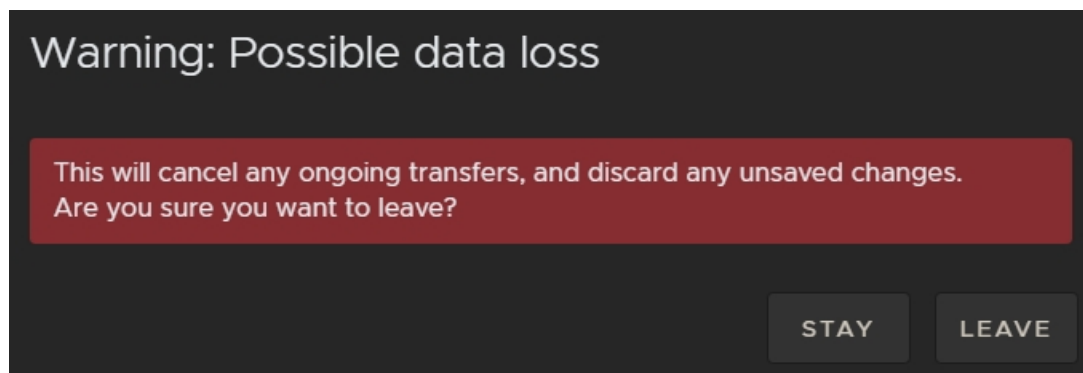 Warning: Possible data loss
This will cancel any ongoing transfers, and discard any unsaved changes.
Are you sure you want to leave?
STAY LEAVE